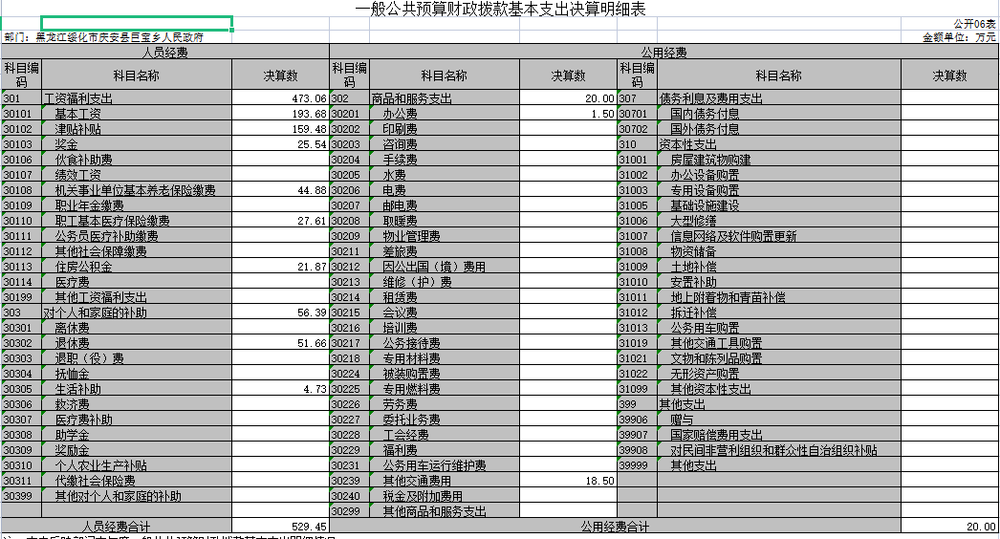 一般公共预算财政拨款基本支出决算明细表
公开06表
部门：黑龙江绥化市庆安县巨宝乡人民政府 金额单位：万元
人员经费 公用经费
科目编码 科目名称 决算数 科目编码 科目名称 决算数 科目编码 科目名称 决算数
301 工资福利支出 473.06 302 商品和服务支出 20.00 307 债务利息及费用支出
30101 基本工资 193.68 30201 办公费 1.50 30701 国内债务付息
30102 津贴补贴 159.48 30202 印刷费 30702 国外债务付息
30103 奖金 25.54 30203 咨询费 310 资本性支出
30106 伙食补助费 30204 手续费 31001 房屋建筑物购建
30107 绩效工资 30205 水费 31002 办公设备购置
30108 机关事业单位基本养老保险缴费 44.88 30206 电费 31003 专用设备购置
30109 职业年金缴费 30207 邮电费 31005 基础设施建设
30110 职工基本医疗保险缴费 27.61 30208 取暖费 31006 大型修缮
30111 公务员医疗补助缴费 30209 物业管理费 31007 信息网络及软件购置更新
30112 其他社会保障缴费 30211 差旅费 31008 物资储备
30113 住房公积金 21.87 30212 因公出国（境）费用 31009 土地补偿
30114 医疗费 30213 维修（护）费 31010 安置补助
30199 其他工资福利支出 30214 租赁费 31011 地上附着物和青苗补偿
303 对个人和家庭的补助 56.39 30215 会议费 31012 拆迁补偿
30301 离休费 30216 培训费 31013 公务用车购置
30302 退休费 51.66 30217 公务接待费 31019 其他交通工具购置
30303 退职（役）费 30218 专用材料费 31021 文物和陈列品购置
30304 抚恤金 30224 被装购置费 31022 无形资产购置
30305 生活补助 4.73 30225 专用燃料费 31099 其他资本性支出
30306 救济费 30226 劳务费 399 其他支出
30307 医疗费补助 30227 委托业务费 39906 赠与
30308 助学金 30228 工会经费 39907 国家赔偿费用支出
30309 奖励金 30229 福利费 39908 对民间非营利组织和群众性自治组织补贴
30310 个人农业生产补贴 30231 公务用车运行维护费 39999 其他支出
30311 代缴社会保险费 30239 其他交通费用 18.50
30399 其他对个人和家庭的补助 30240 税金及附加费用
30299 其他商品和服务支出
人员经费合计 529.45 公用经费合计 20.00